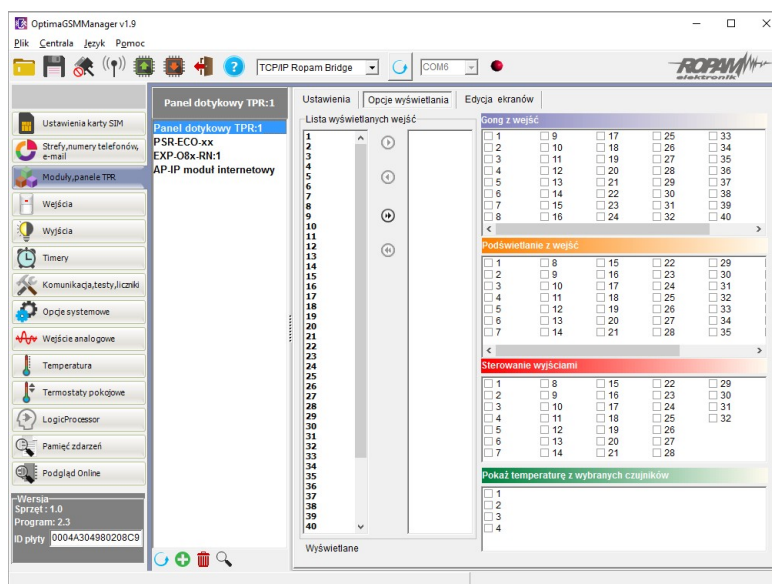 OptimaGSMManager v1.9
Plik Centrala Język Pomoc
TCP/IP Ropam Bridge COM6
ROPAM
elektronik
Ustawienia karty SIM
Strefy,numery telefonów,
e-mail
Moduły,panele TPR
Wejścia
Wyjścia
Timery
Komunikacja,testy,liczniki
Opcje systemowe
Wejście analogowe
Temperatura
Termostaty pokojowe
LogicProcessor
Pamięć zdarzeń
Podgląd Online
Wersja
Sprzęt : 1.0
Program: 2.3
ID płyty 0004A304980208C9
Panel dotykowy TPR:1
Panel dotykowy TPR:1
PSR-ECO-xx
EXP-O8x-RN:1
AP-IP moduł internetowy
Ustawienia Opcje wyświetlania Edycja ekranów
Lista wyświetlanych wejść
1
2
3
4
5
6
7
8
9
10
11
12
13
14
15
16
17
18
19
20
21
22
23
24
25
26
27
28
29
30
31
32
33
34
35
36
37
38
39
40
Wyświetlane
Gong z wejść
1 9 17 25 33
2 10 18 26 34
3 11 19 27 35
4 12 20 28 36
5 13 21 29 37
6 14 22 30 38
7 15 23 31 39
8 16 24 32 40
Podświetlanie z wejść
1 8 15 22 29
2 9 16 23 30
3 10 17 24 31
4 11 18 25 32
5 12 19 26 33
6 13 20 27 34
7 14 21 28 35
Sterowanie wyjściami
1 8 15 22 29
2 9 16 23 30
3 10 17 24 31
4 11 18 25 32
5 12 19 26
6 13 20 27
7 14 21 28
Pokaż temperaturę z wybranych czujników
1
2
3
4